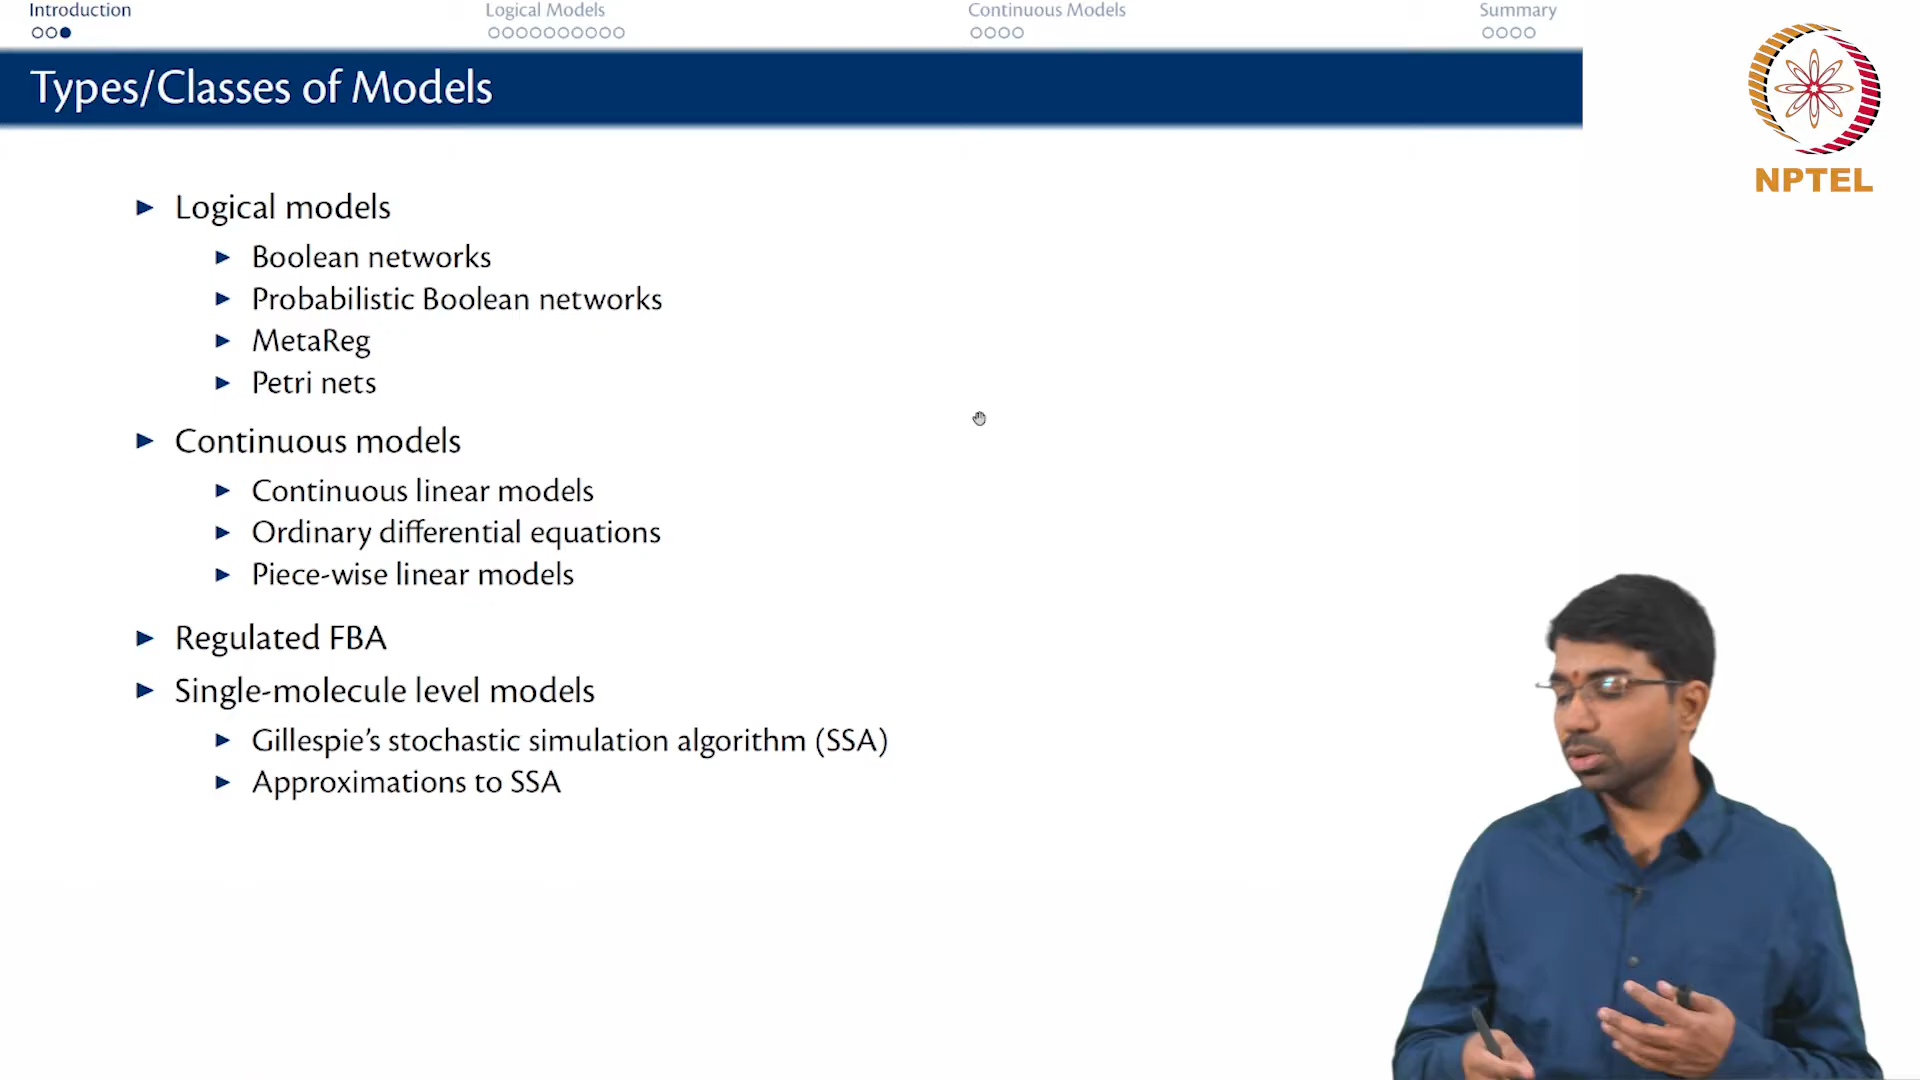 Introduction
Logical Models
Continuous Models
Summary
Types/Classes of Models
NPTEL
Logical models
Boolean networks
Probabilistic Boolean networks
MetaReg
Petri nets
Continuous models
Continuous linear models
Ordinary differential equations
Piece-wise linear models
Regulated FBA
Single-molecule level models
Gillespie's stochastic simulation algorithm (SSA)
Approximations to SSA